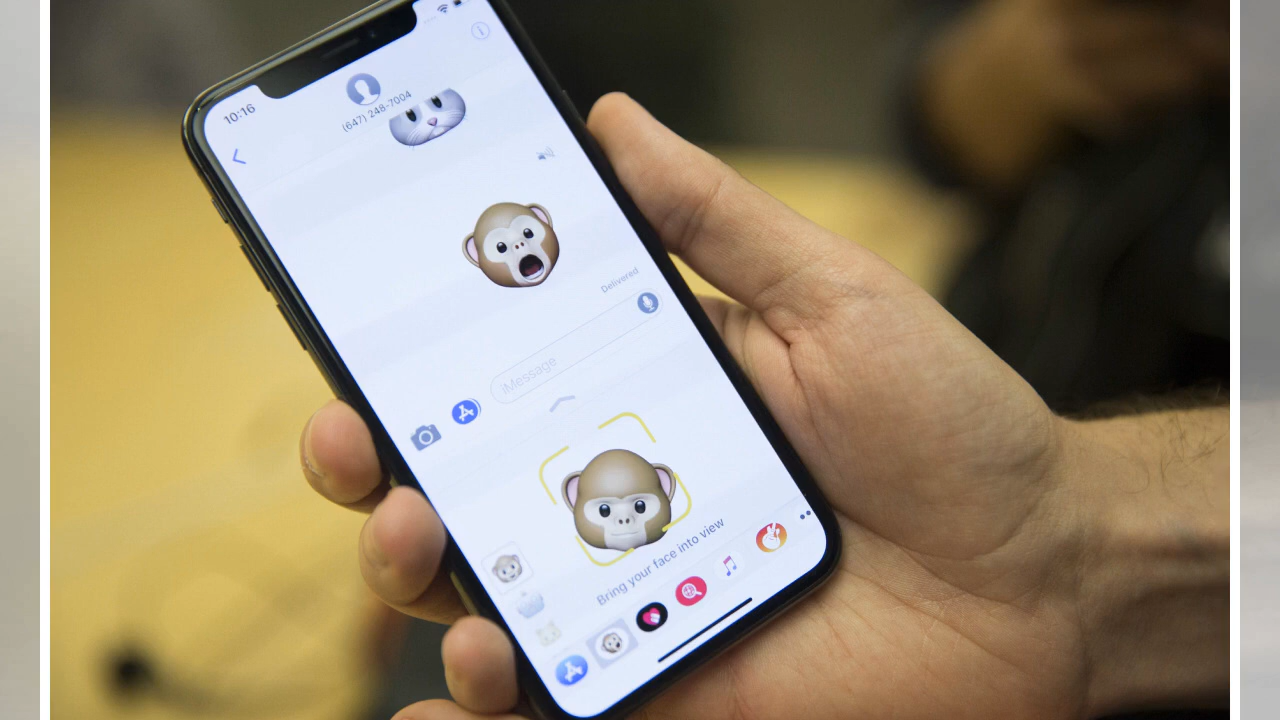 10:16
(647) 248-7004
Delivered
iMessage
Bring your face into view